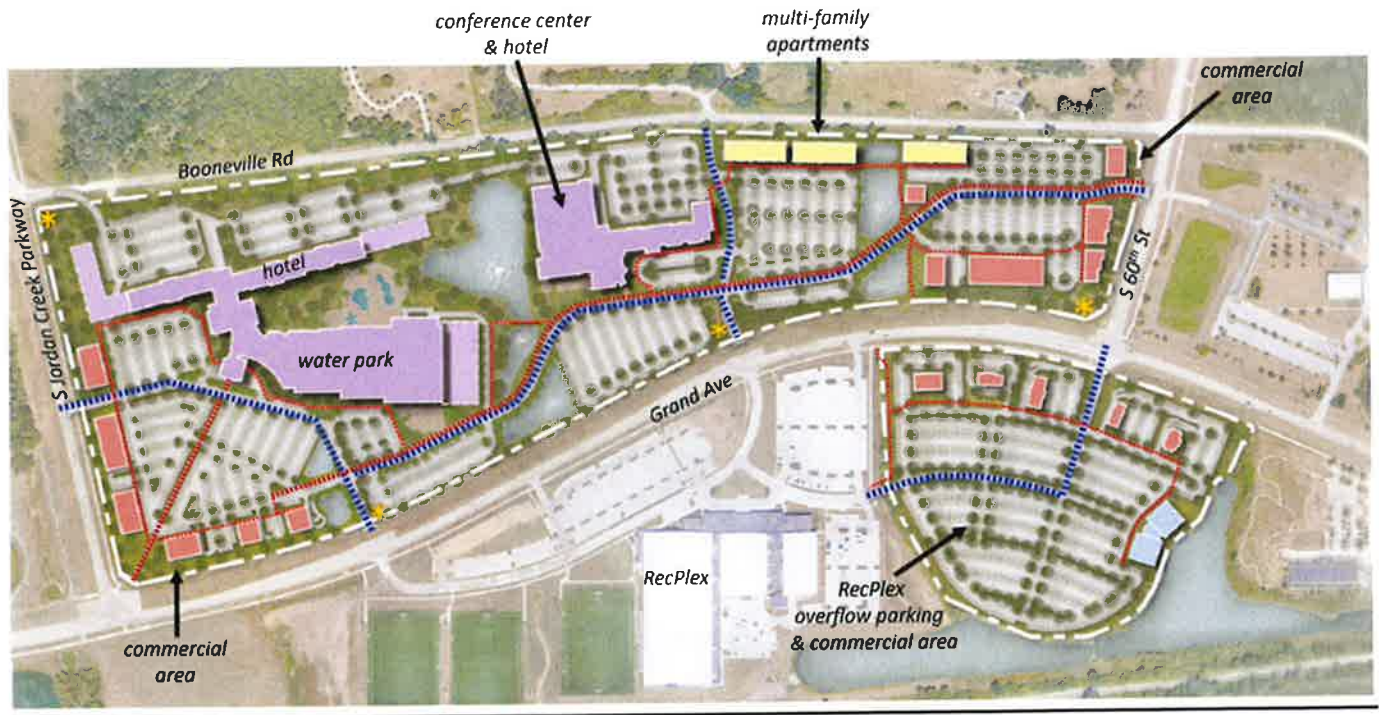 conference center
& hotel
multi-family
apartments
commercial
area
Booneville Rd
S Jordan Creek Parkway
hotel
S 60th St
water park
Grand Ave
RecPlex
RecPlex
overflow parking
& commercial area
commercial
area